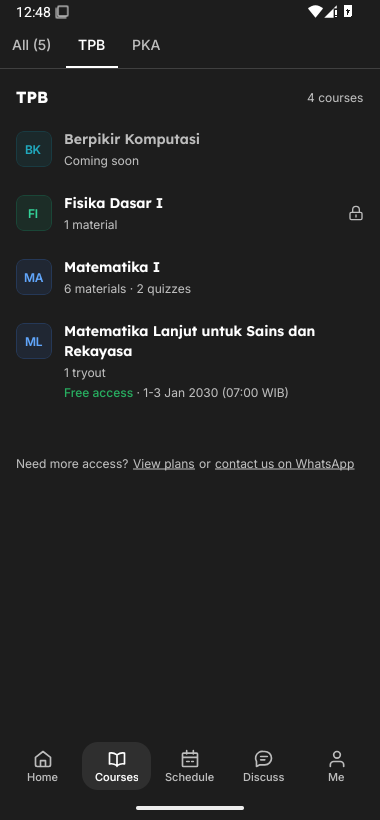 12:48
All (5)
TPB
PKA
TPB
4 courses
BK
Berpikir Komputasi
Coming soon
FI
Fisika Dasar I
1 material
MA
Matematika I
6 materials · 2 quizzes
ML
Matematika Lanjut untuk Sains dan
Rekayasa
1 tryout
Free access · 1-3 Jan 2030 (07:00 WIB)
Need more access? View plans or contact us on WhatsApp
Home
Courses
Schedule
Discuss
Me